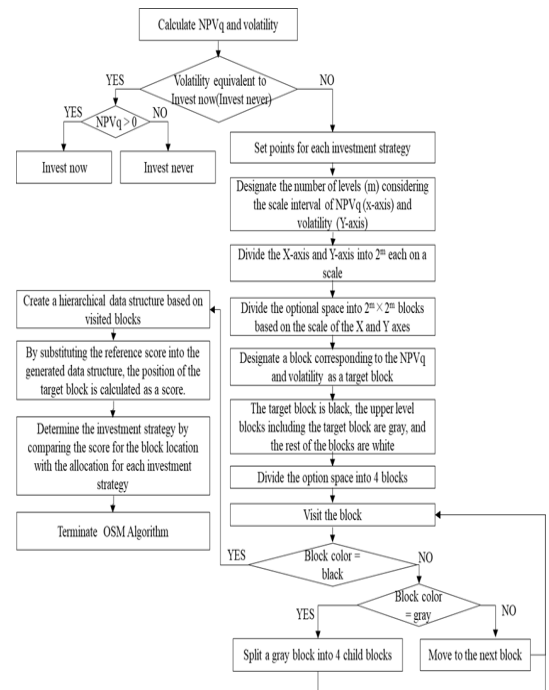 Calculate NPVq and volatility
YES
Volatility equivalent to
Invest now(Invest never)
NO
YES
NPVq > 0
NO
Invest now
Invest never
Set points for each investment strategy
Designate the number of levels (m) considering
the scale interval of NPVq (x-axis) and
volatility (Y-axis)
Divide the X-axis and Y-axis into 2ᵐ each on a
scale
Divide the optional space into 2ᵐ × 2ᵐ blocks
based on the scale of the X and Y axes
Designate a block corresponding to the NPVq
and volatility as a target block
The target block is black, the upper level
blocks including the target block are gray, and
the rest of the blocks are white
Divide the option space into 4 blocks
Visit the block
Block color =
black
YES
NO
Block color
= gray
YES
NO
Split a gray block into 4 child blocks
Move to the next block
Create a hierarchical data structure based on
visited blocks
By substituting the reference score into the
generated data structure, the position of the
target block is calculated as a score.
Determine the investment strategy by
comparing the score for the block location
with the allocation for each investment
strategy
Terminate OSM Algorithm